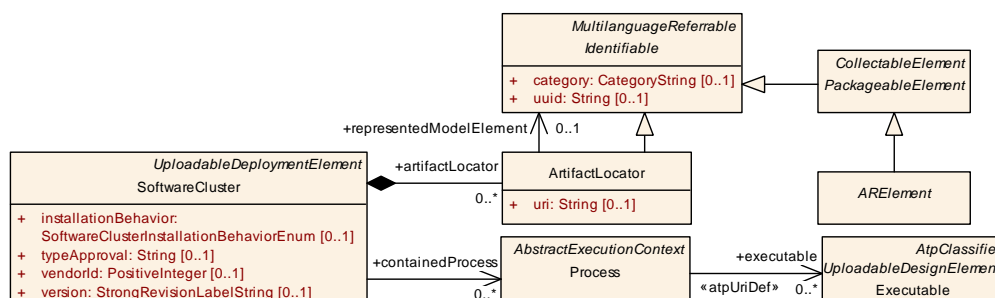 MultilanguageReferrable
Identifiable
+ category: CategoryString [0..1]
+ uuid: String [0..1]
CollectableElement
PackageableElement
+representedModelElement 0..1
UploadableDeploymentElement
SoftwareCluster
+artifactLocator
0..*
ArtifactLocator
+ uri: String [0..1]
ARElement
+ installationBehavior:
SoftwareClusterInstallationBehaviorEnum [0..1]
+ typeApproval: String [0..1]
+ vendorId: PositiveInteger [0..1]
+ version: StrongRevisionLabelString [0..1]
+containedProcess
0..*
AbstractExecutionContext
Process
+executable
«atpUriDef» 0..*
AtpClassifie
UploadableDesignElemen
Executable